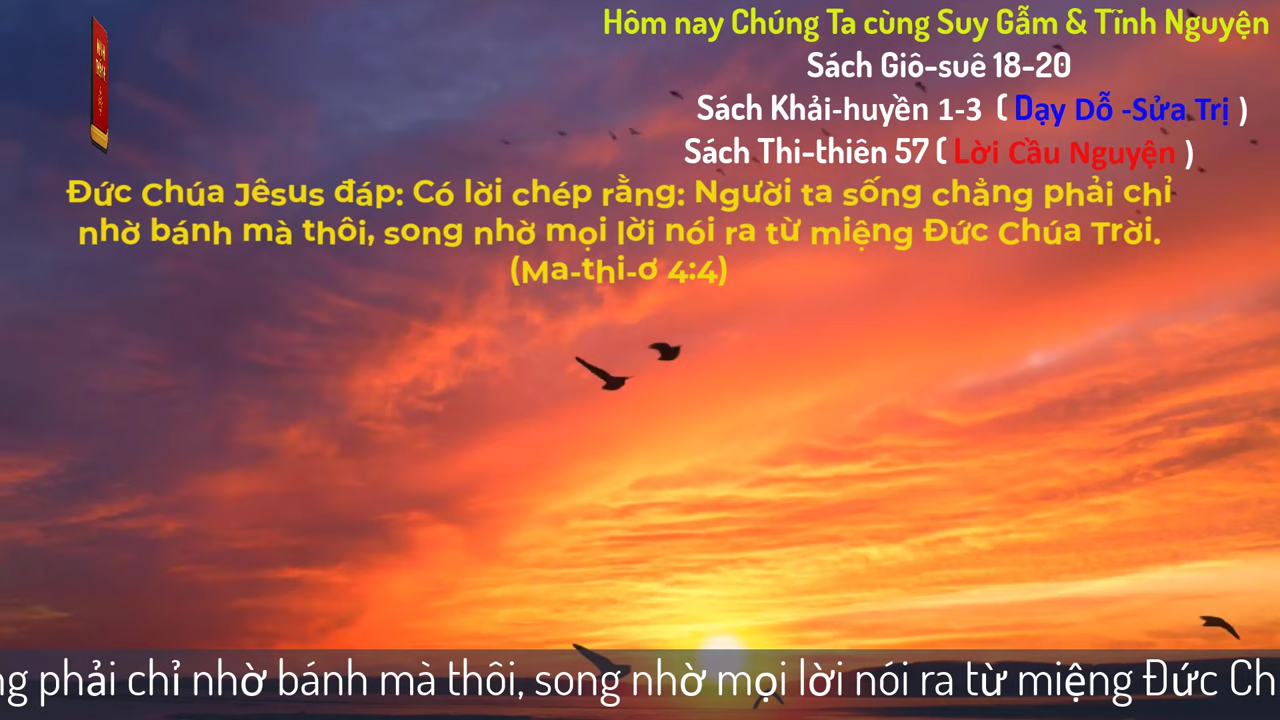 Hôm nay Chúng Ta cùng Suy Gẫm & Tĩnh Nguyện
Sách Giô-suê 18-20
Sách Khải-huyền 1-3 ( Dạy Dỗ -Sửa Trị )
Sách Thi-thiên 57 ( Lời Cầu Nguyện )
Đức Chúa Jêsus đáp: Có lời chép rằng: Người ta sống chẳng phải chỉ
nhờ bánh mà thôi, song nhờ mọi lời nói ra từ miệng Đức Chúa Trời.
(Ma-thi-ơ 4:4)
ng phải chỉ nhờ bánh mà thôi, song nhờ mọi lời nói ra từ miệng Đức Ch